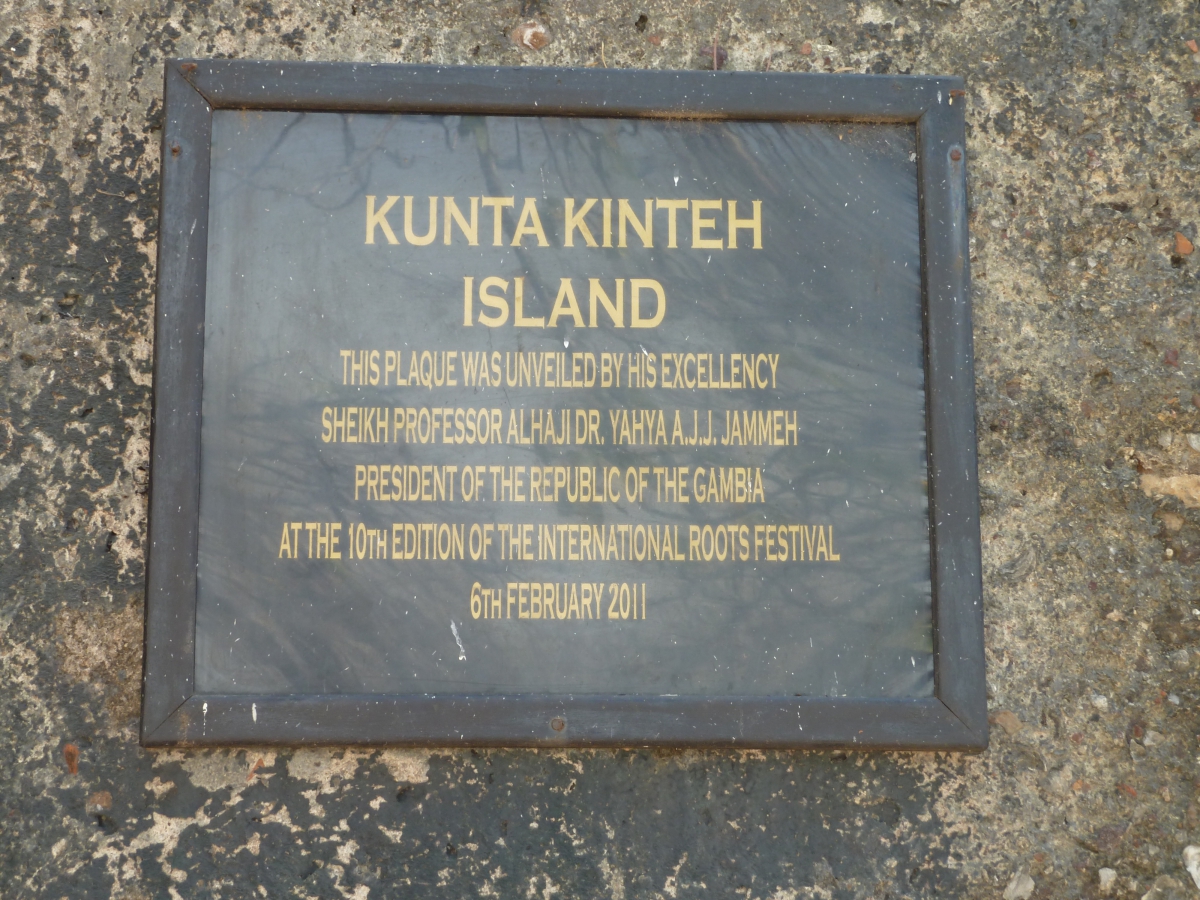 KUNTA KINTEH
ISLAND
THIS PLAQUE WAS UNVEILED BY HIS EXCELLENCY
SHEIKH PROFESSOR ALHAJI DR. YAHYA A.J.J. JAMMEH
PRESIDENT OF THE REPUBLIC OF THE GAMBIA
AT THE 10TH EDITION OF THE INTERNATIONAL ROOTS FESTIVAL
6TH FEBRUARY 2011